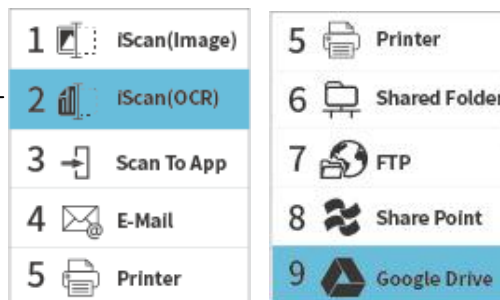 1 iScan(Image)
2 iScan(OCR)
3 Scan To App
4 E-Mail
5 Printer
5 Printer
6 Shared Folder
7 FTP
8 Share Point
9 Google Drive